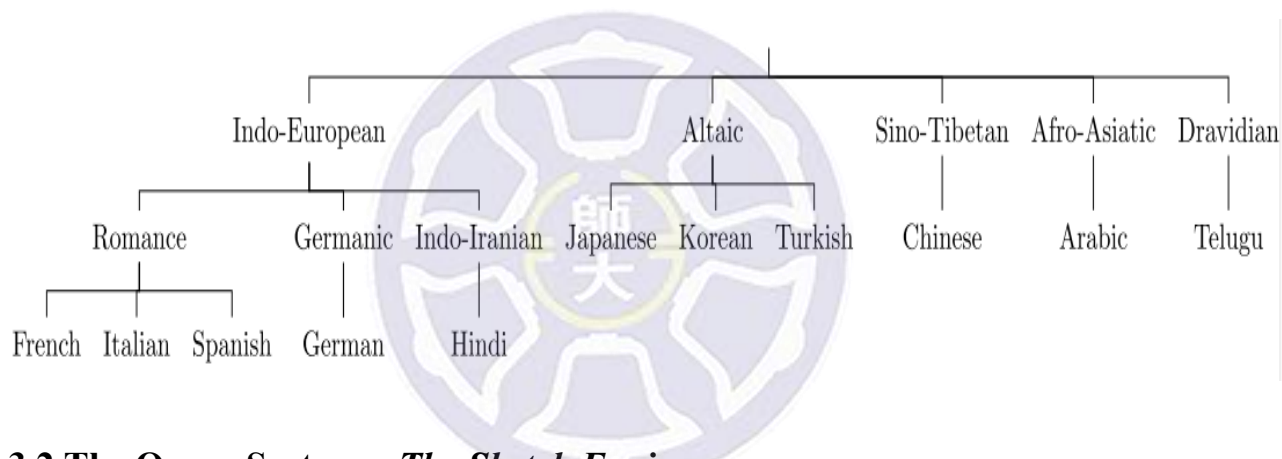 Indo-European Altaic Sino-Tibetan Afro-Asiatic Dravidian
Romance Germanic Indo-Iranian Japanese Korean Turkish Chinese Arabic Telugu
師
大
French Italian Spanish German Hindi